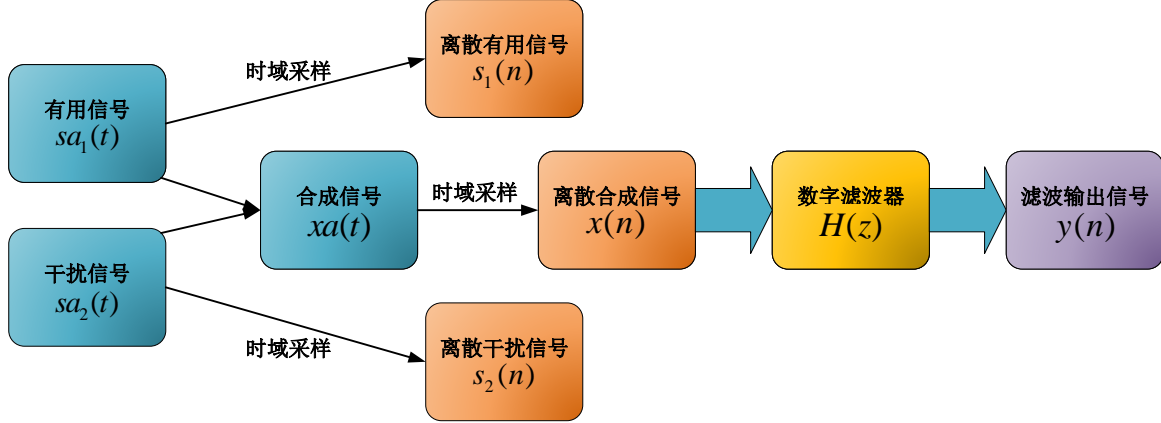 有用信号
sa₁(t)
时域采样
离散有用信号
s₁(n)
合成信号
xa(t)
时域采样
离散合成信号
x(n)
数字滤波器
H(z)
滤波输出信号
y(n)
干扰信号
sa₂(t)
时域采样
离散干扰信号
s₂(n)